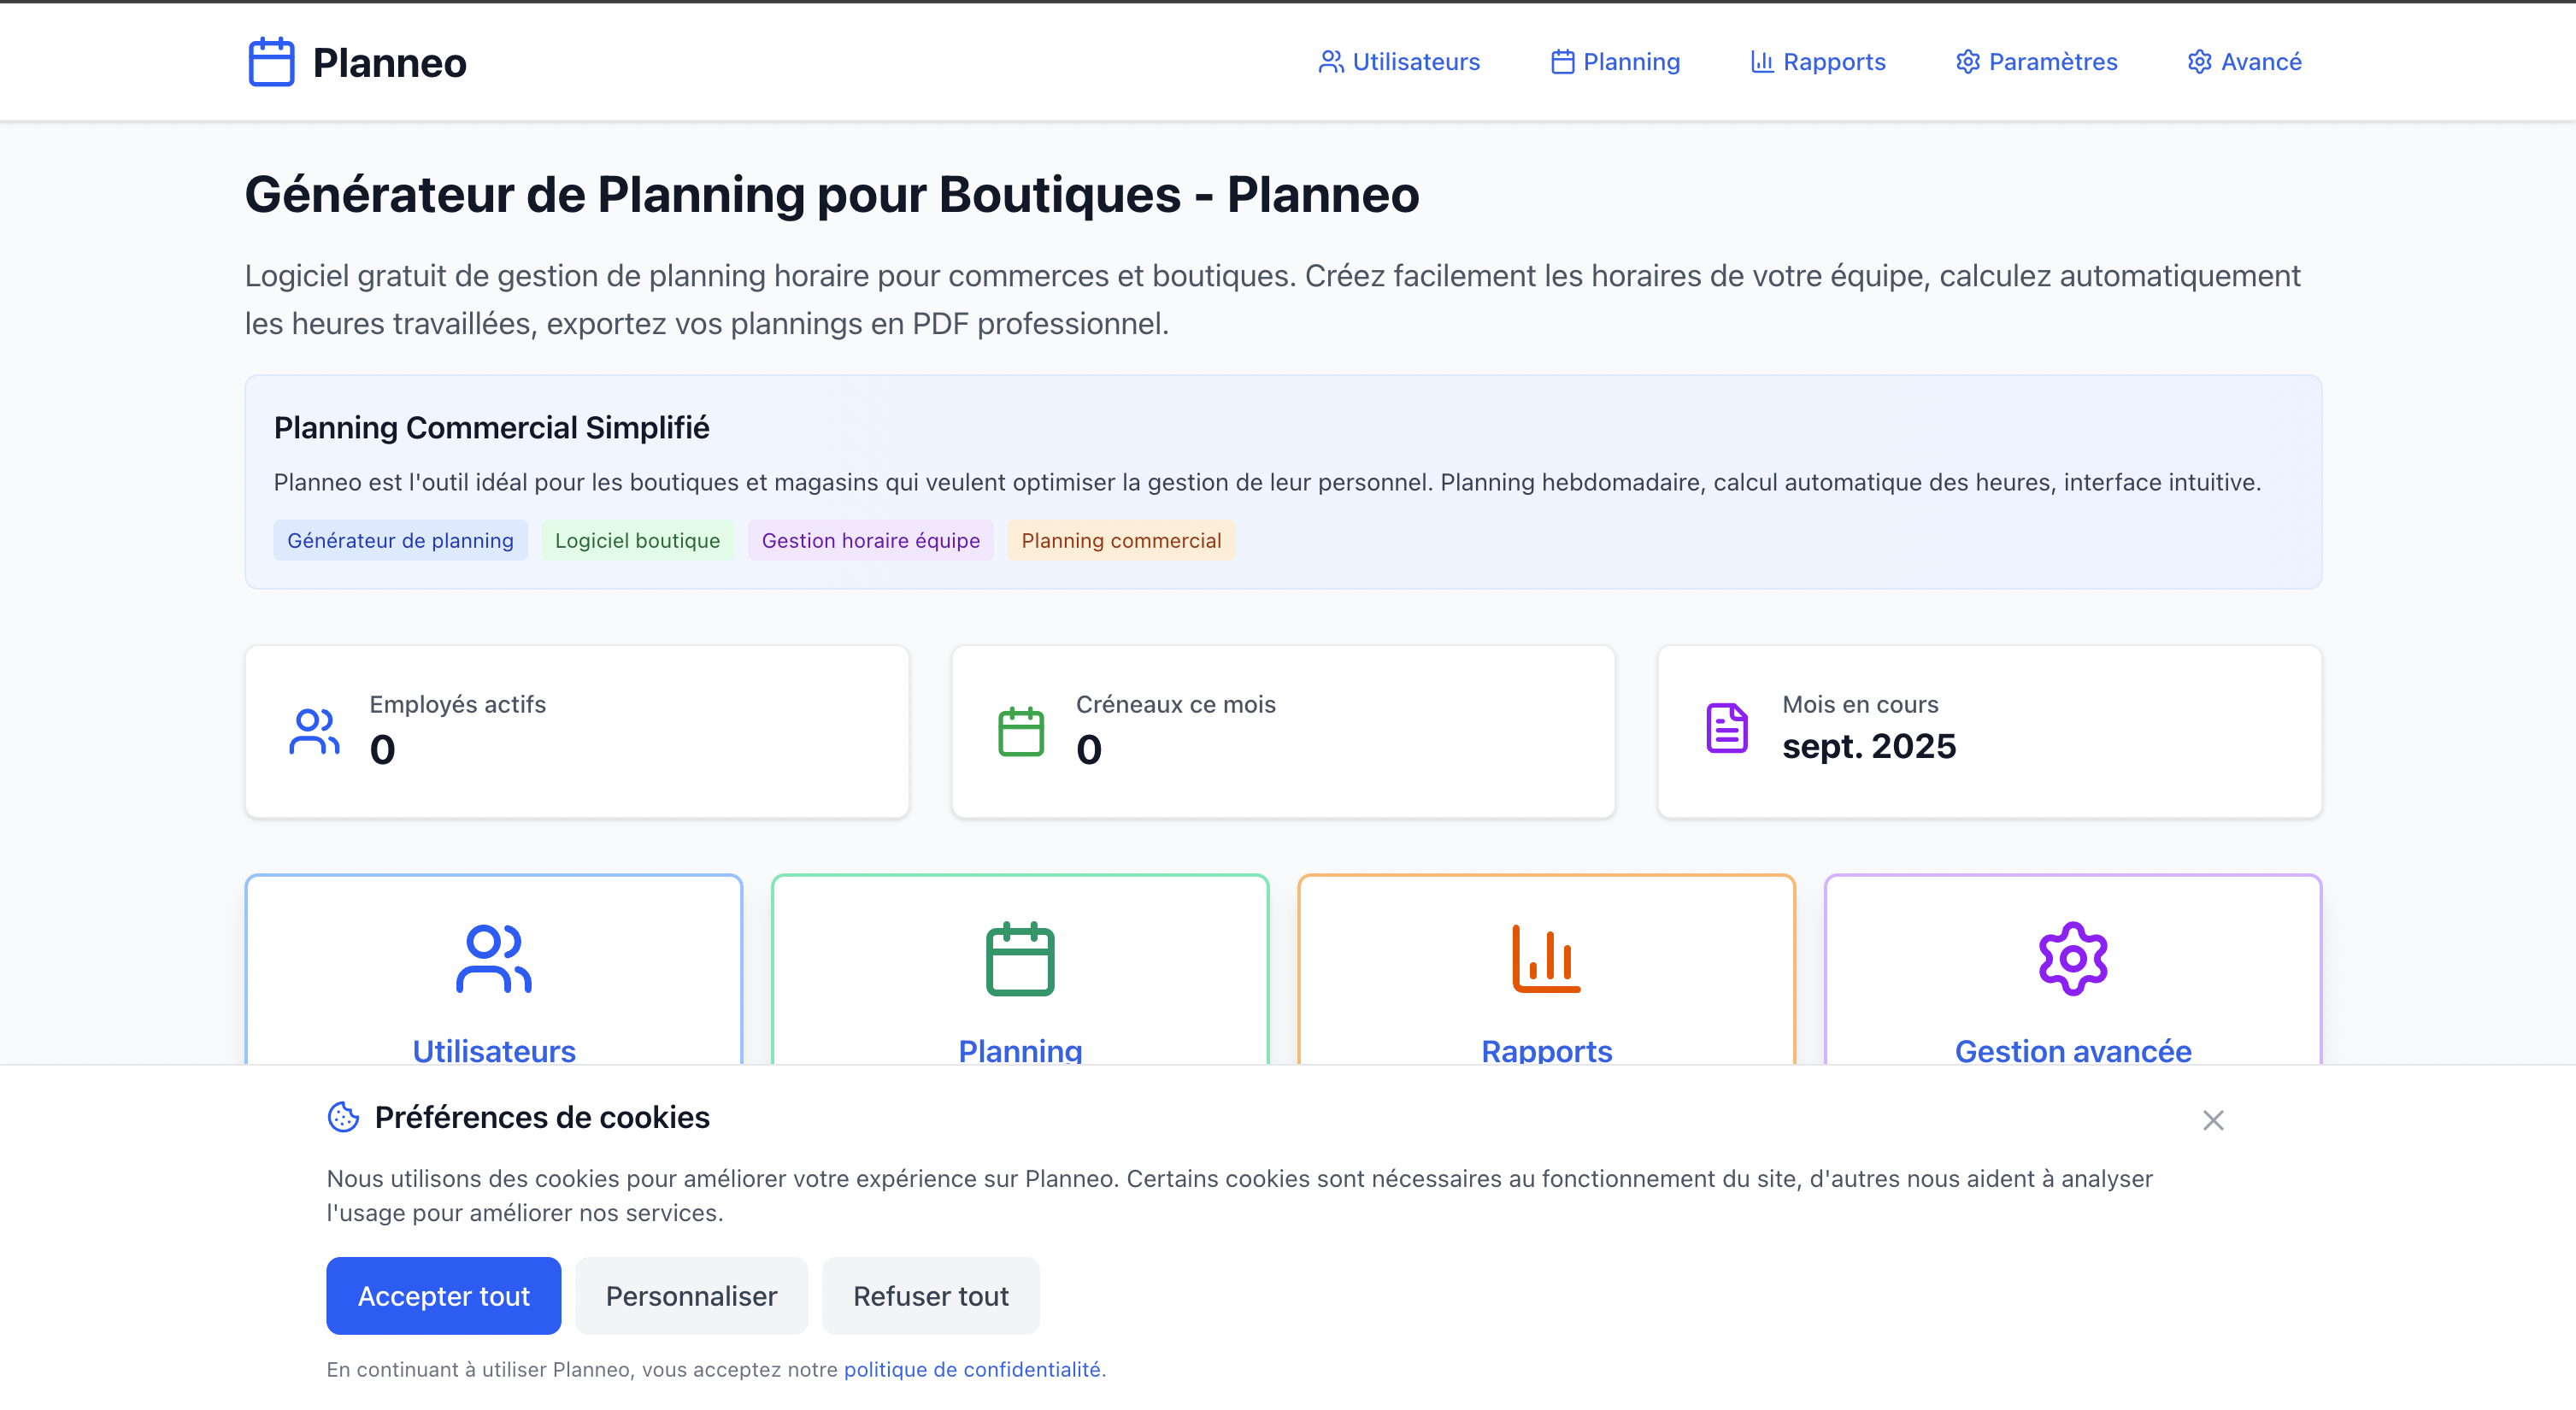 Planneo
Utilisateurs
Planning
Rapports
Paramètres
Avancé
Générateur de Planning pour Boutiques - Planneo
Logiciel gratuit de gestion de planning horaire pour commerces et boutiques. Créez facilement les horaires de votre équipe, calculez automatiquement
les heures travaillées, exportez vos plannings en PDF professionnel.
Planning Commercial Simplifié
Planneo est l'outil idéal pour les boutiques et magasins qui veulent optimiser la gestion de leur personnel. Planning hebdomadaire, calcul automatique des heures, interface intuitive.
Générateur de planning
Logiciel boutique
Gestion horaire équipe
Planning commercial
Employés actifs
0
Créneaux ce mois
0
Mois en cours
sept. 2025
Utilisateurs
Planning
Rapports
Gestion avancée
Préférences de cookies
Nous utilisons des cookies pour améliorer votre expérience sur Planneo. Certains cookies sont nécessaires au fonctionnement du site, d'autres nous aident à analyser
l'usage pour améliorer nos services.
Accepter tout
Personnaliser
Refuser tout
En continuant à utiliser Planneo, vous acceptez notre politique de confidentialité.